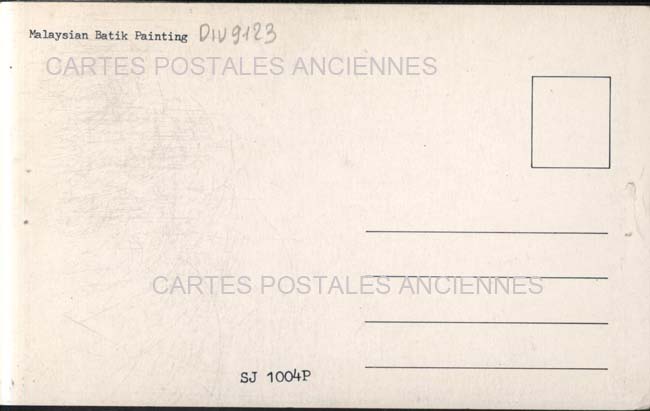 Malaysian Batik Painting DIV9123
CARTES POSTALES ANCIENNES
CARTES POSTALES ANCIENNES
SJ 1004P